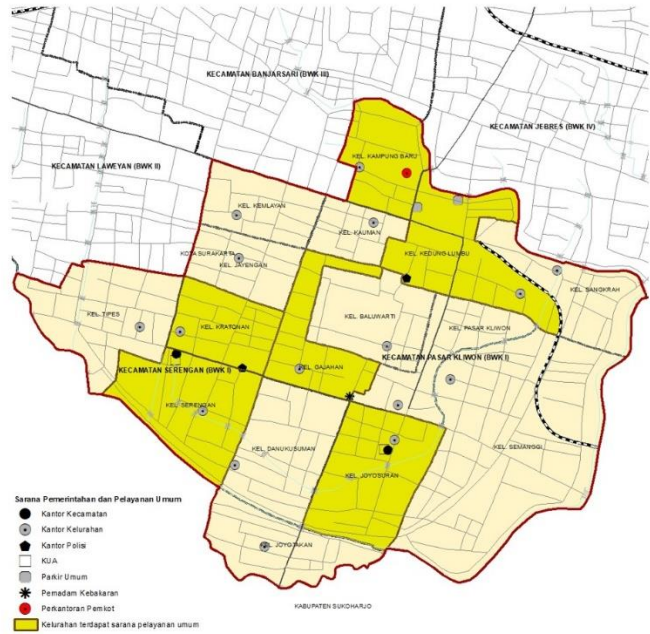 KECAMATAN BANJARSARI (BWK III)
KECAMATAN JEBRES (BWK IV)
KECAMATAN LAWEYAN (BWK II)
KEL. KAMPUNG BARU
KEL. KEMLAYAN
KEL. KAUMAN
KOTA SURAKARTA
KEL. JAYENGAN
KEL. KEDUNG LUMBU
KEL. SANGKRAH
KEL. TIPES
KEL. KRATONAN
KEL. BALUWARTI
KEL. PASAR KLIWON
KECAMATAN PASAR KLIWON (BWK I)
KECAMATAN SERENGAN (BWK I)
KEL. GAJAHAN
KEL. SERENGAN
KEL. DANUKUSUMAN
KEL. SEMANGGI
KEL. JOYOSURAN
KEL. JOYOTAKAN
KABUPATEN SUKOHARJO
Sarana Pemerintahan dan Pelayanan Umum
Kantor Kecamatan
Kantor Kelurahan
Kantor Polisi
KUA
Parkir Umum
Pemadam Kebakaran
Perkantoran Pemkot
Kelurahan terdapat sarana pelayanan umum